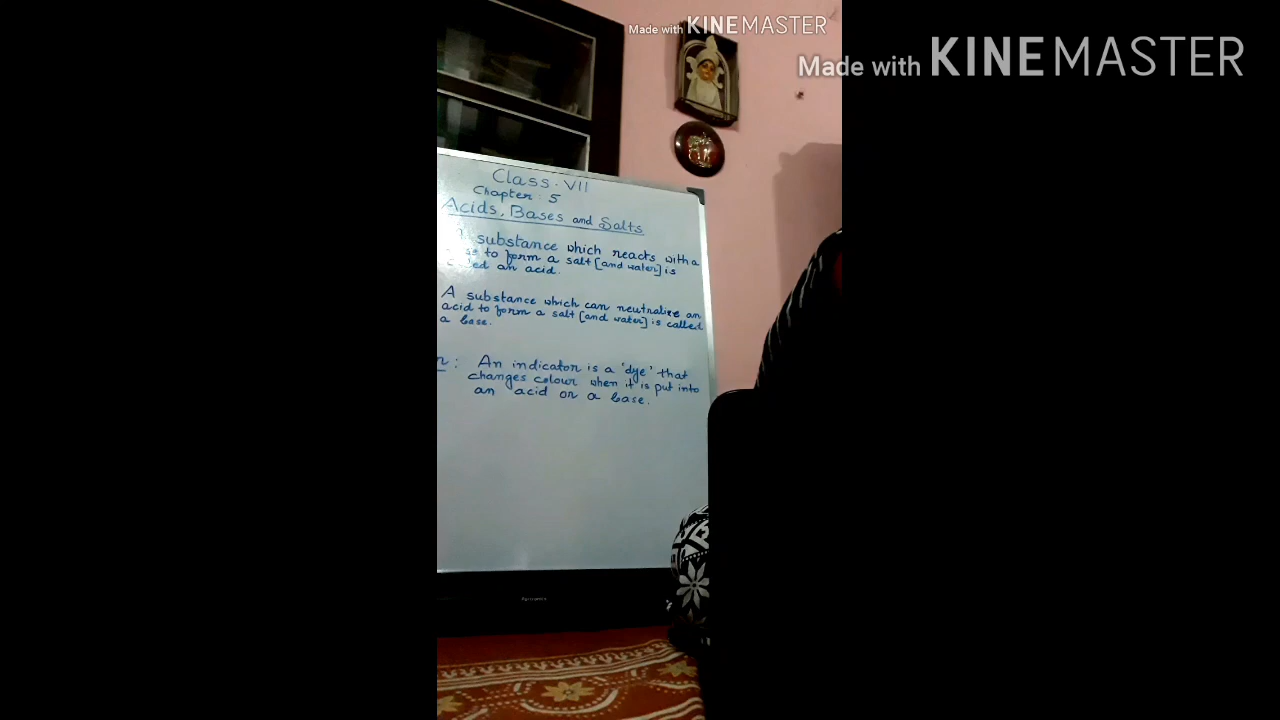 Made with KINEMASTER
Made with KINEMASTER
Class - VII
Chapter : 5
Acids, Bases and Salts
substance which reacts with a
to form a salt [and water] is
an acid.
A substance which can neutralize an
acid to form a salt [and water] is called
a base.
: An indicator is a 'dye' that
changes colour when it is put into
an acid or a base.